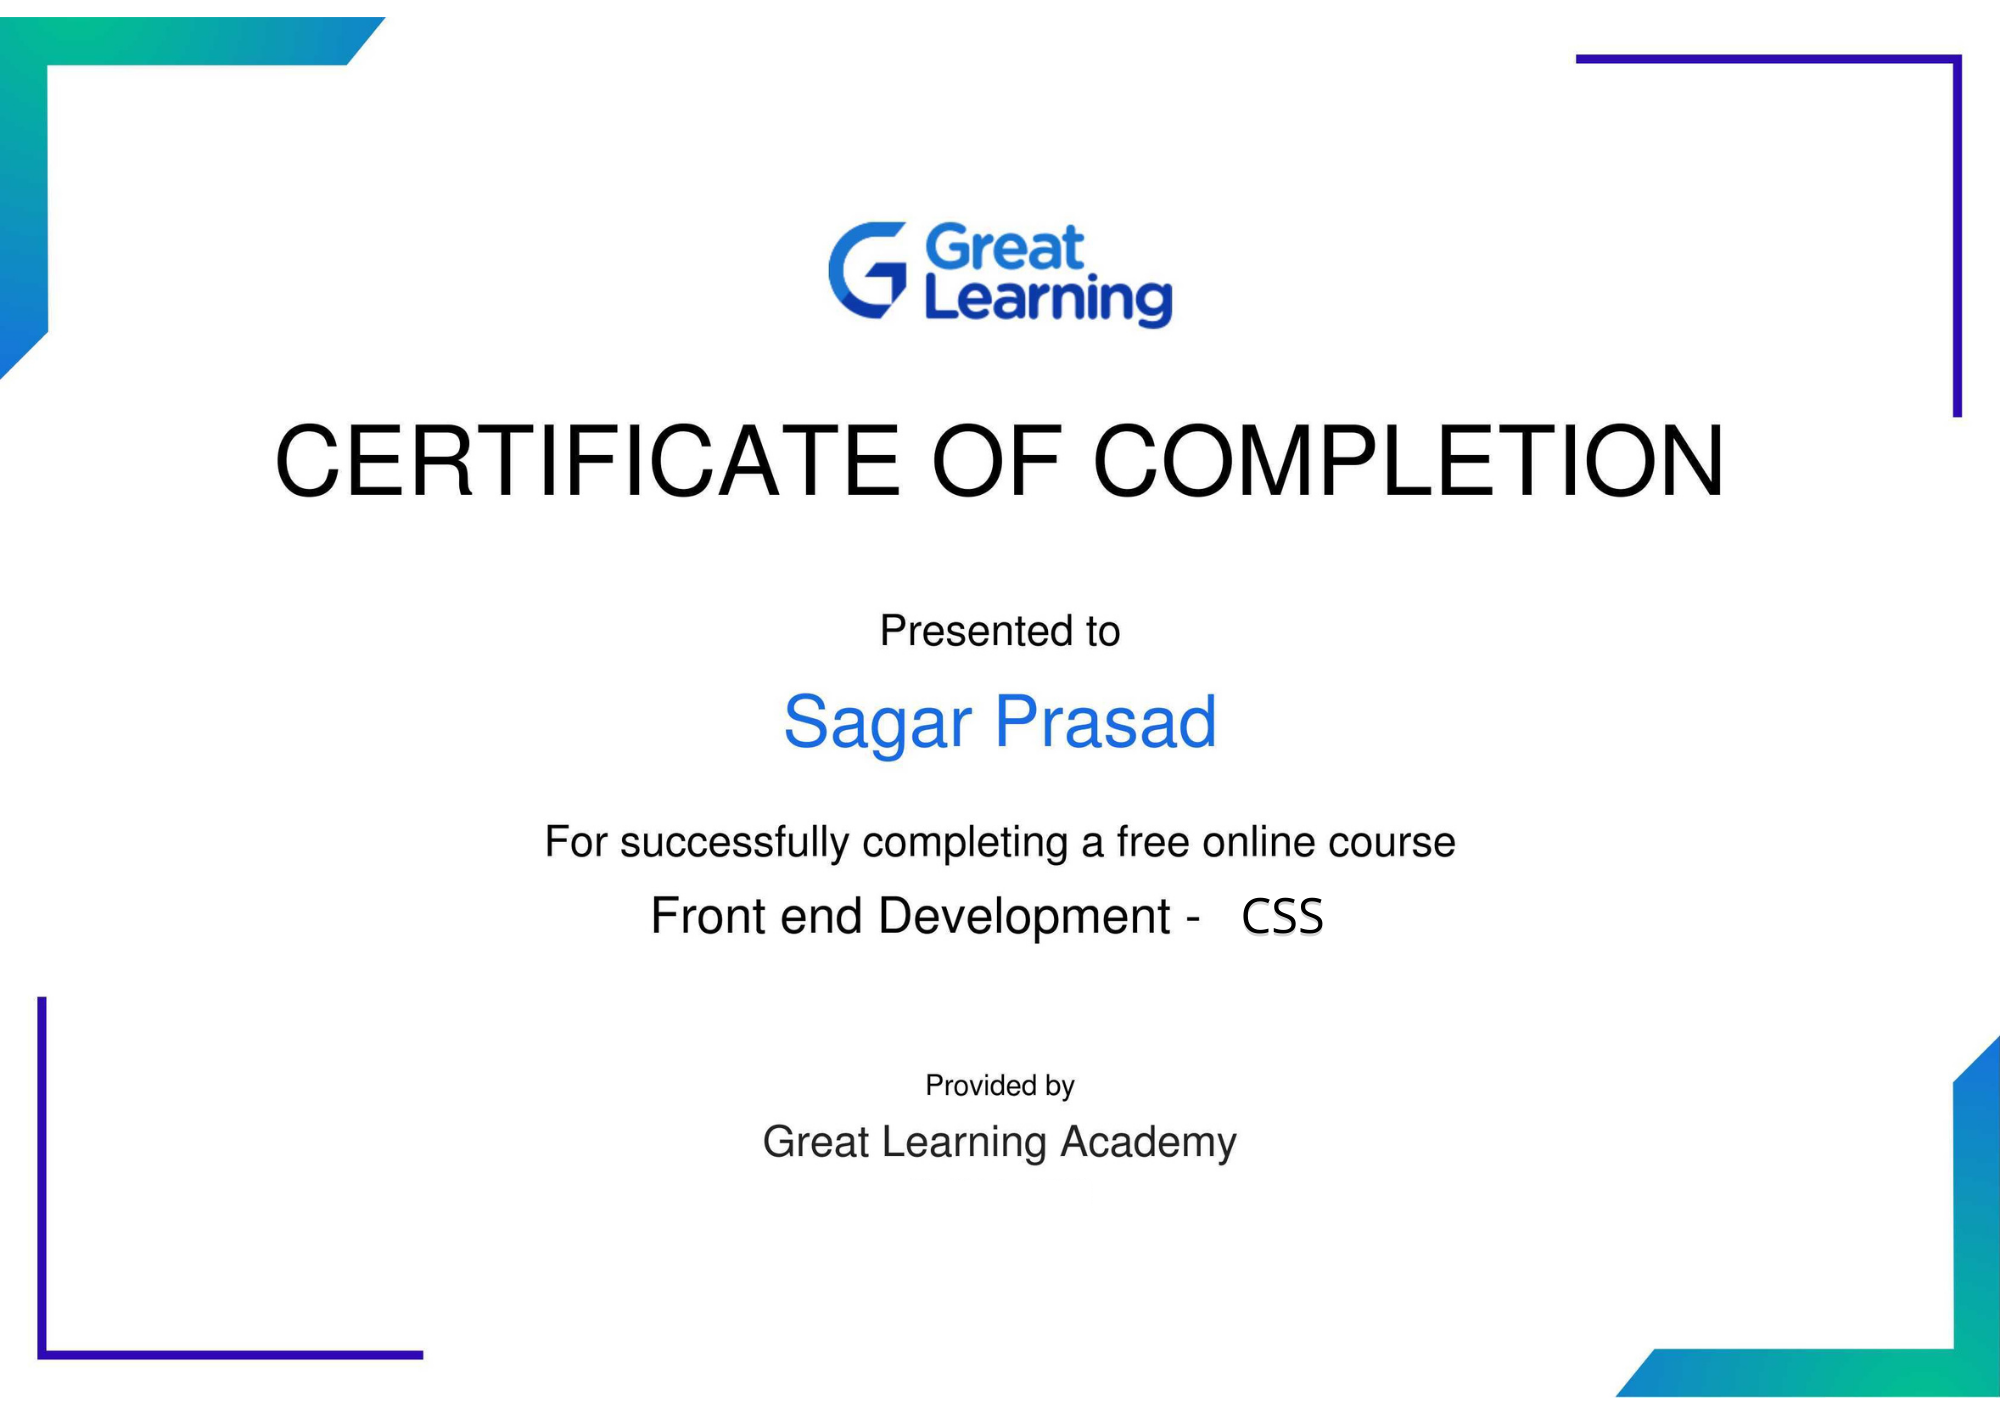 Great
Learning
CERTIFICATE OF COMPLETION
Presented to
Sagar Prasad
For successfully completing a free online course
Front end Development - CSS
Provided by
Great Learning Academy